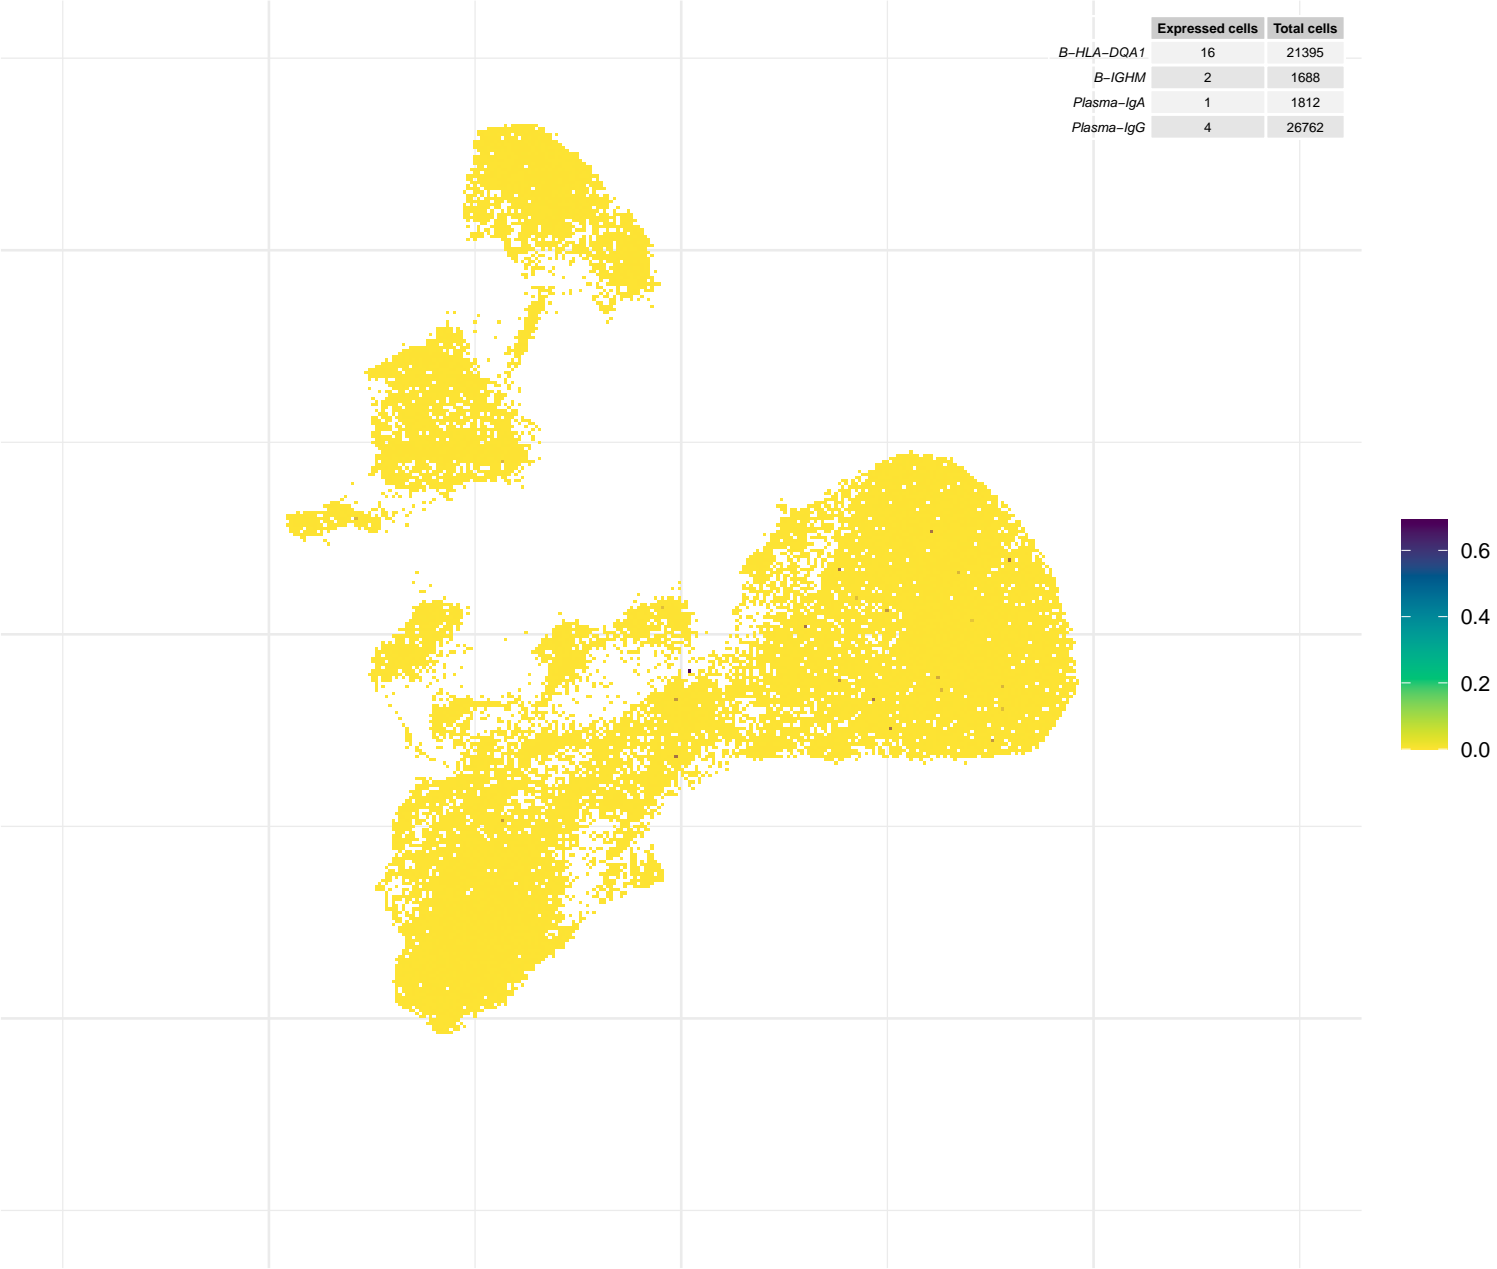 Expressed cells Total cells
B−HLA−DQA1 16 21395
B−IGHM 2 1688
Plasma−IgA 1 1812
Plasma−IgG 4 26762
0.6
0.4
0.2
0.0